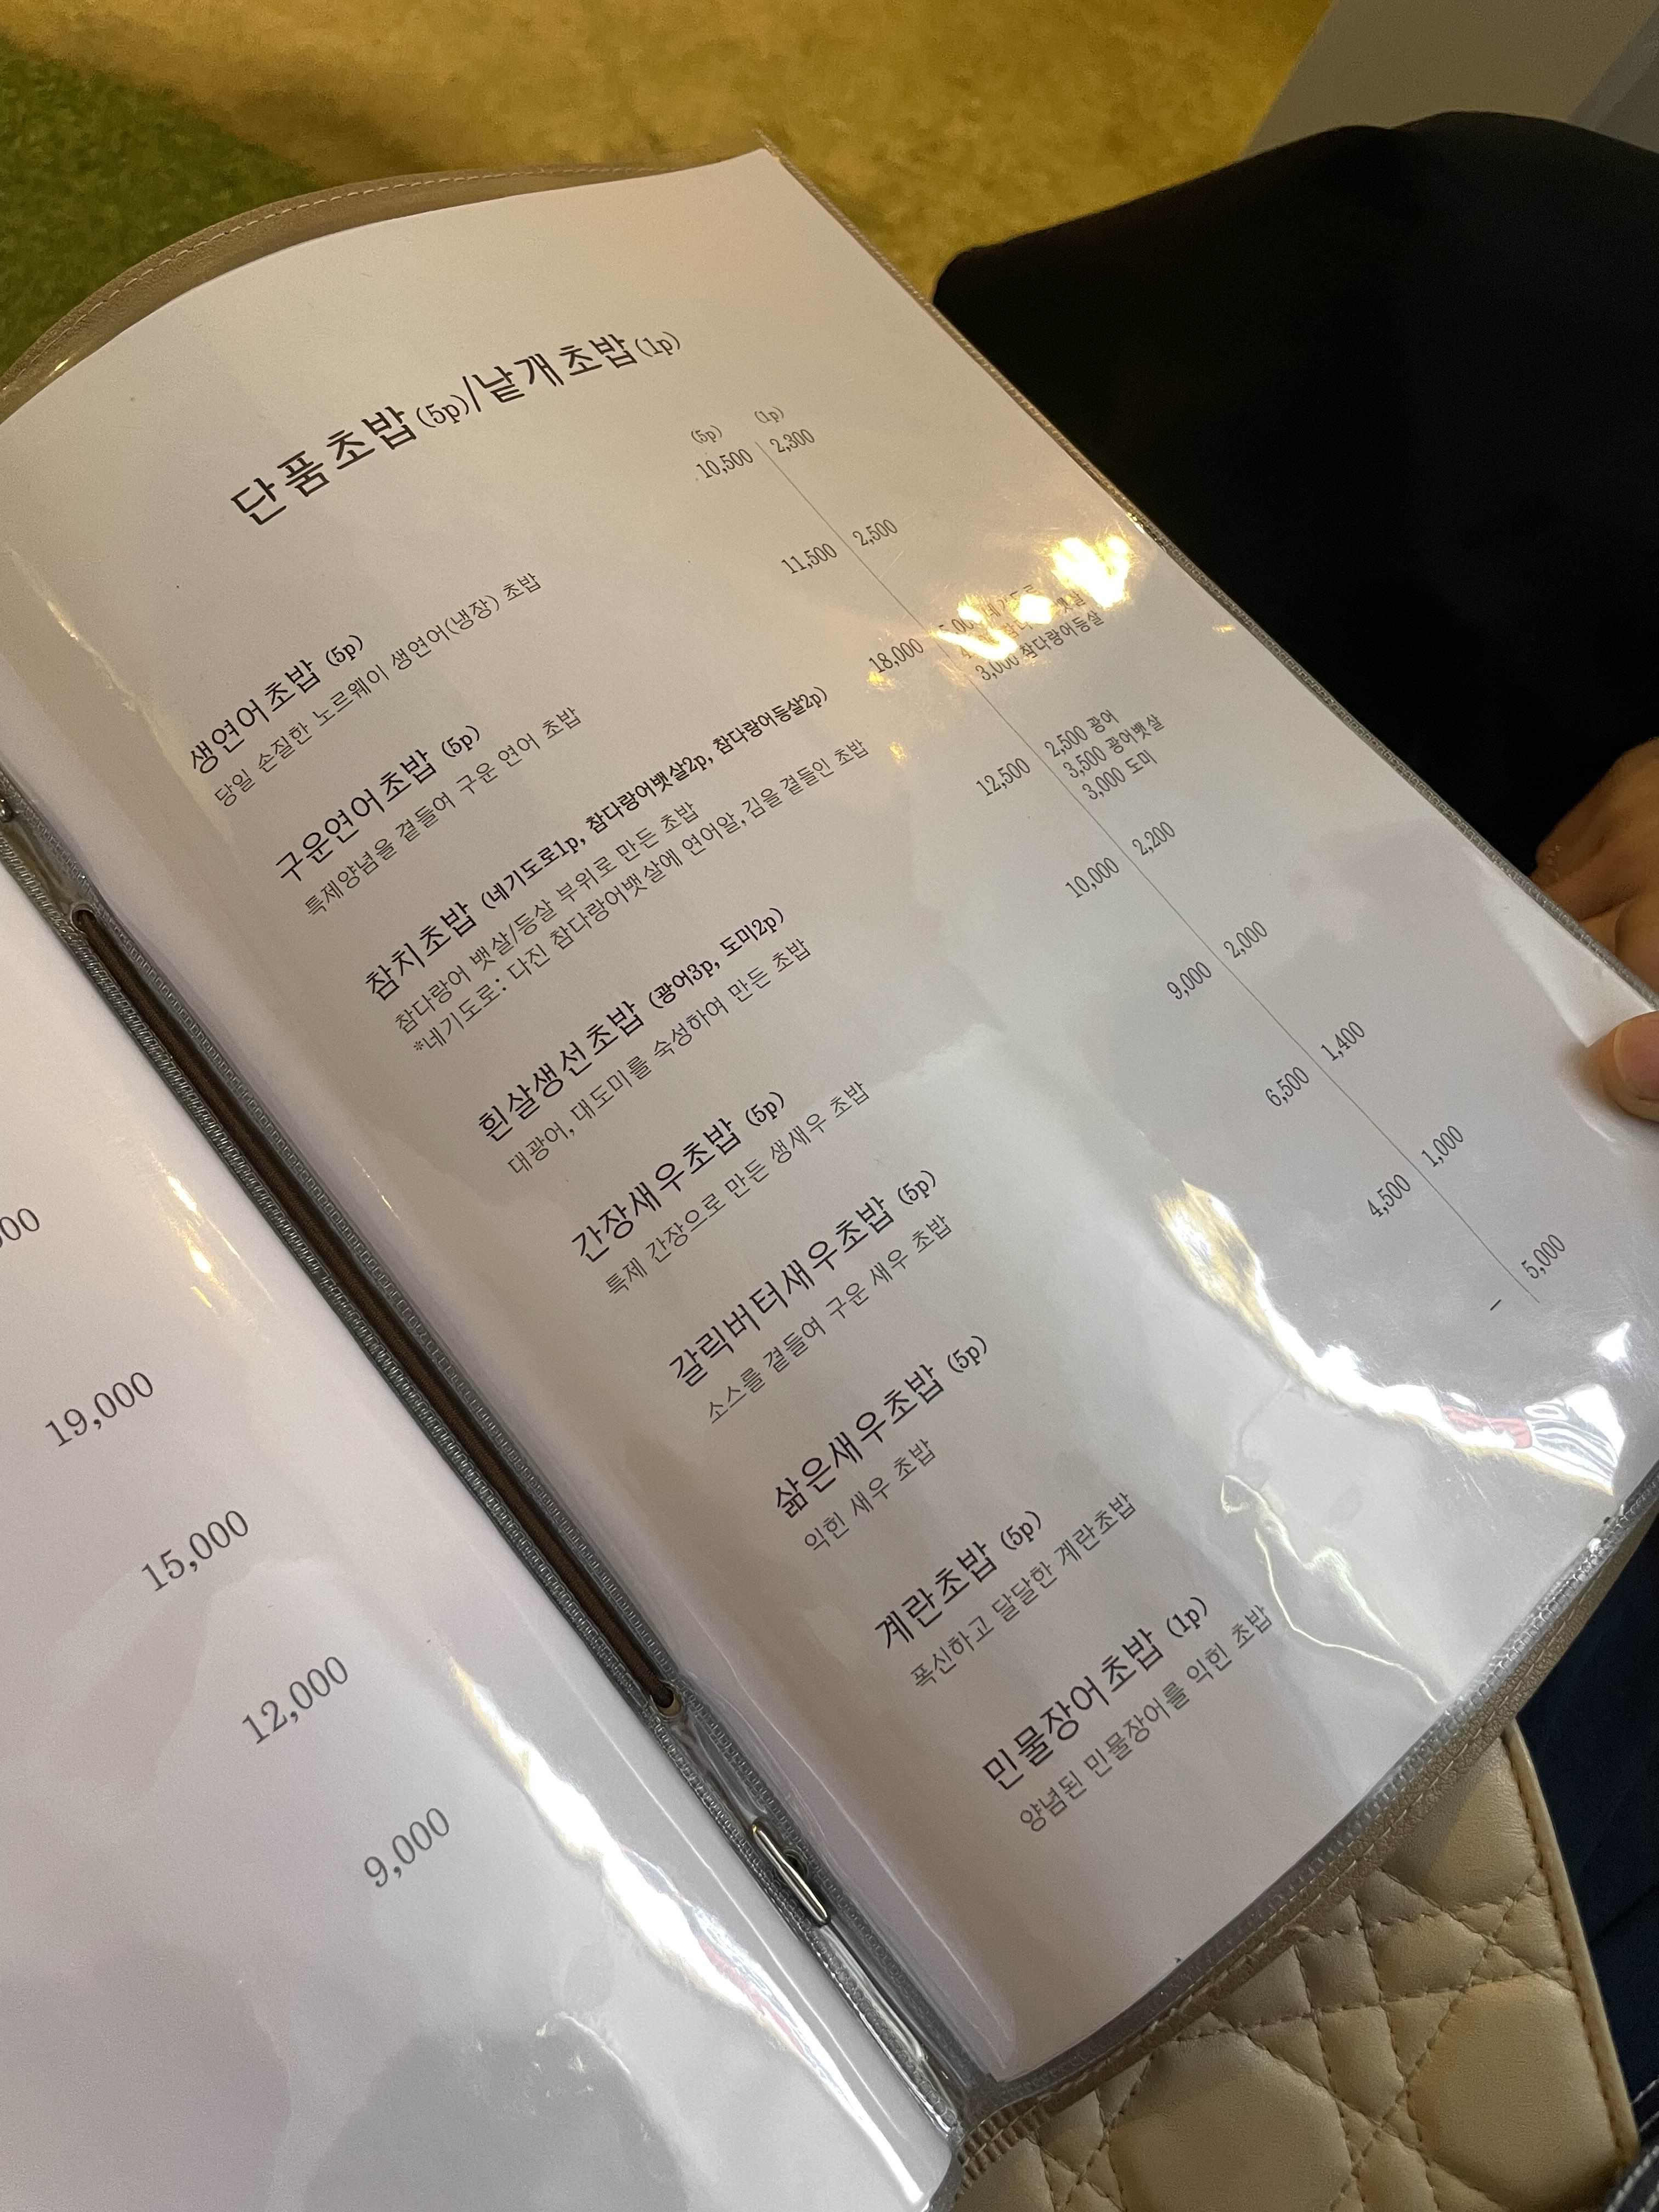 00
19,000
15,000
12,000
9,000
단품초밥(5p)/낱개초밥(1p)
(5p) (1p)
생연어초밥 (5p) 10,500 2,300
당일 손질한 노르웨이 생연어(냉장) 초밥
구운연어초밥 (5p) 11,500 2,500
특제양념을 곁들여 구운 연어 초밥
참치초밥 (네기도로1p, 참다랑어뱃살2p, 참다랑어등살2p) 18,000
참다랑어 뱃살/등살 부위로 만든 초밥
*네기도로: 다진 참다랑어뱃살에 연어알, 김을 곁들인 초밥
3,000 참다랑어등살
흰살생선초밥 (광어3p, 도미2p) 12,500 2,500 광어
3,500 광어뱃살
3,000 도미
대광어, 대도미를 숙성하여 만든 초밥
간장새우초밥 (5p) 10,000 2,200
특제 간장으로 만든 생새우 초밥
갈릭버터새우초밥 (5p) 9,000 2,000
소스를 곁들여 구운 새우 초밥
삶은새우초밥 (5p) 6,500 1,400
익힌 새우 초밥
계란초밥 (5p) 4,500 1,000
폭신하고 달달한 계란초밥
민물장어초밥 (1p) – 5,000
양념된 민물장어를 익힌 초밥